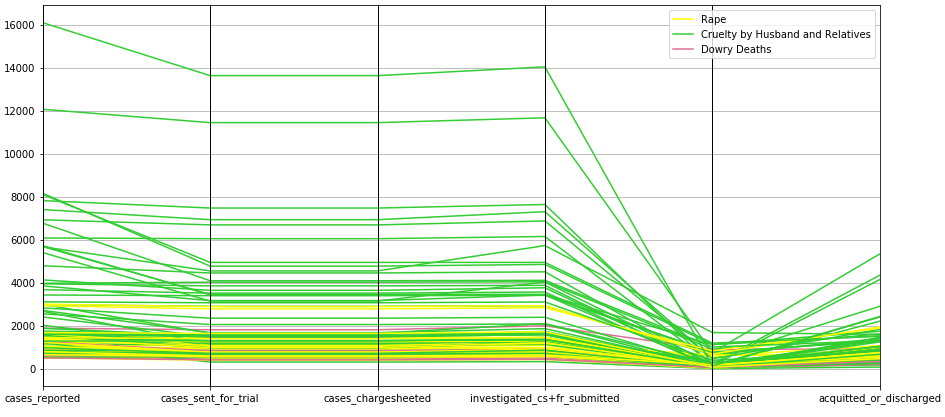 16000
14000
12000
10000
8000
6000
4000
2000
0
Rape
Cruelty by Husband and Relatives
Dowry Deaths
cases_reported
cases_sent_for_trial
cases_chargesheeted
investigated_cs+fr_submitted
cases_convicted
acquitted_or_discharged